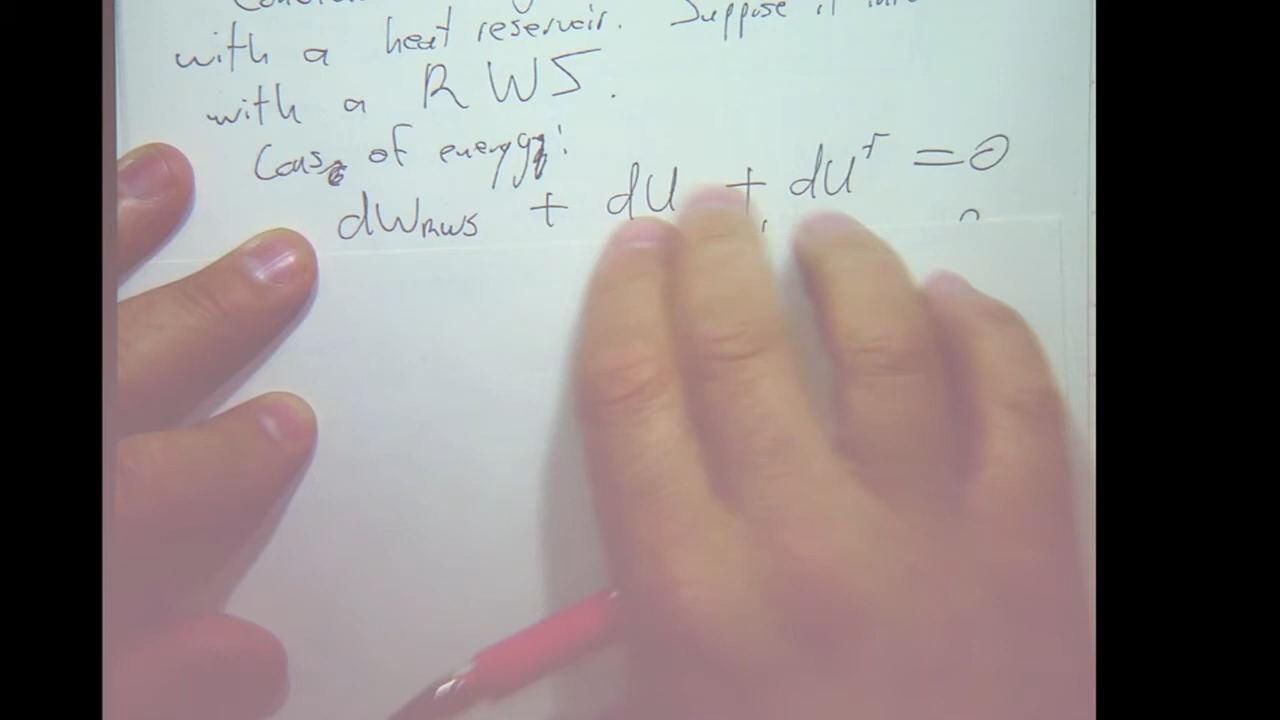 with a heat reservoir. Suppose it
with a RWS.
Cons. of energy:
dW_RWS + dU + dU^r = 0